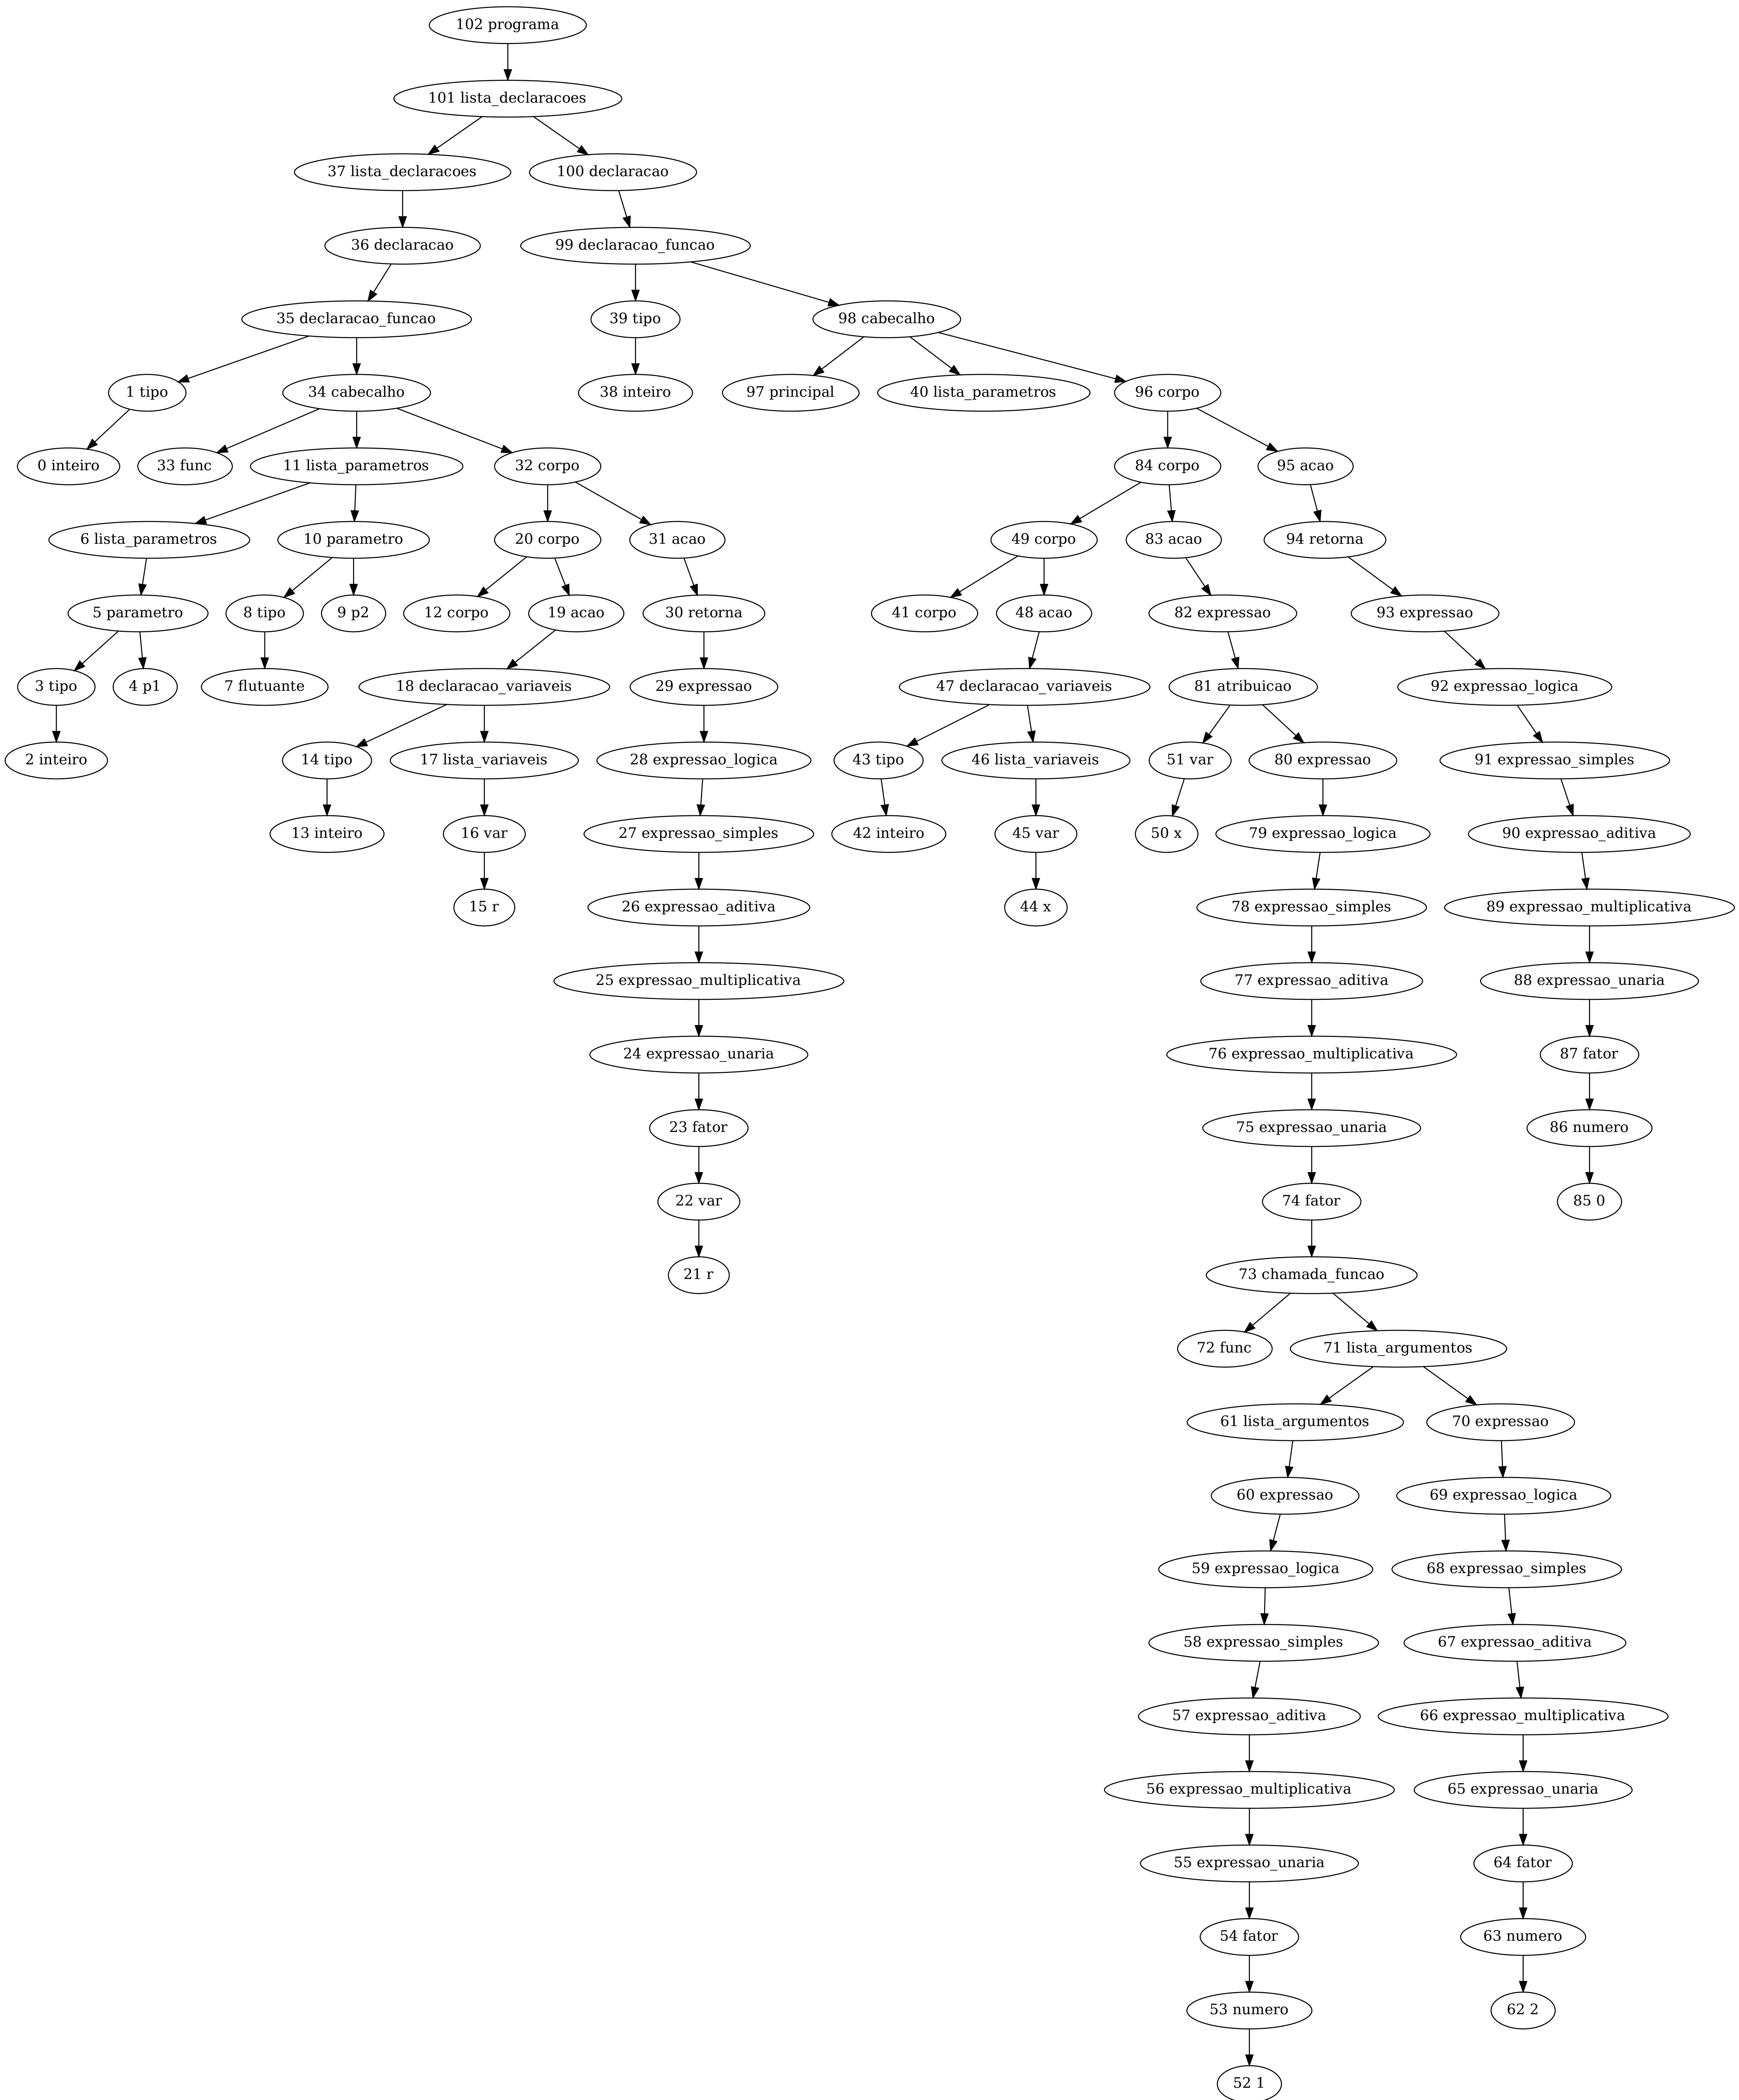 102 programa
101 lista_declaracoes
37 lista_declaracoes
100 declaracao
36 declaracao
99 declaracao_funcao
35 declaracao_funcao
39 tipo
98 cabecalho
1 tipo
34 cabecalho
38 inteiro
97 principal
40 lista_parametros
96 corpo
0 inteiro
33 func
11 lista_parametros
32 corpo
84 corpo
95 acao
6 lista_parametros
10 parametro
20 corpo
31 acao
49 corpo
83 acao
94 retorna
5 parametro
8 tipo
9 p2
12 corpo
19 acao
30 retorna
41 corpo
48 acao
82 expressao
93 expressao
3 tipo
4 p1
7 flutuante
18 declaracao_variaveis
29 expressao
47 declaracao_variaveis
81 atribuicao
92 expressao_logica
2 inteiro
14 tipo
17 lista_variaveis
28 expressao_logica
43 tipo
46 lista_variaveis
51 var
80 expressao
91 expressao_simples
13 inteiro
16 var
27 expressao_simples
42 inteiro
45 var
50 x
79 expressao_logica
90 expressao_aditiva
15 r
26 expressao_aditiva
44 x
78 expressao_simples
89 expressao_multiplicativa
25 expressao_multiplicativa
77 expressao_aditiva
88 expressao_unaria
24 expressao_unaria
76 expressao_multiplicativa
87 fator
23 fator
75 expressao_unaria
86 numero
22 var
74 fator
85 0
21 r
73 chamada_funcao
72 func
71 lista_argumentos
61 lista_argumentos
70 expressao
60 expressao
69 expressao_logica
59 expressao_logica
68 expressao_simples
58 expressao_simples
67 expressao_aditiva
57 expressao_aditiva
66 expressao_multiplicativa
56 expressao_multiplicativa
65 expressao_unaria
55 expressao_unaria
64 fator
54 fator
63 numero
53 numero
62 2
52 1